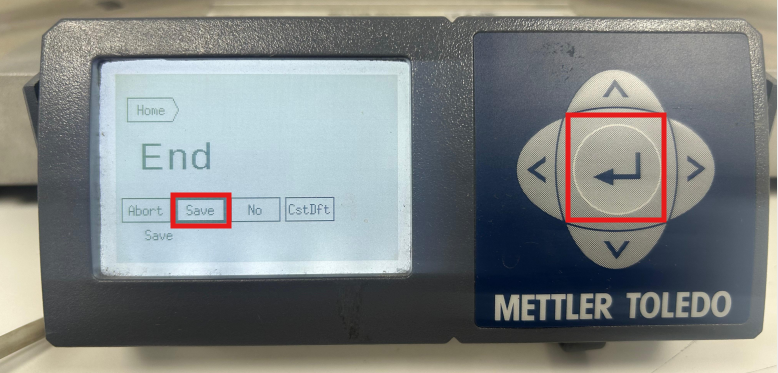 Home
End
Abort Save No CstDft
Save
METTLER TOLEDO